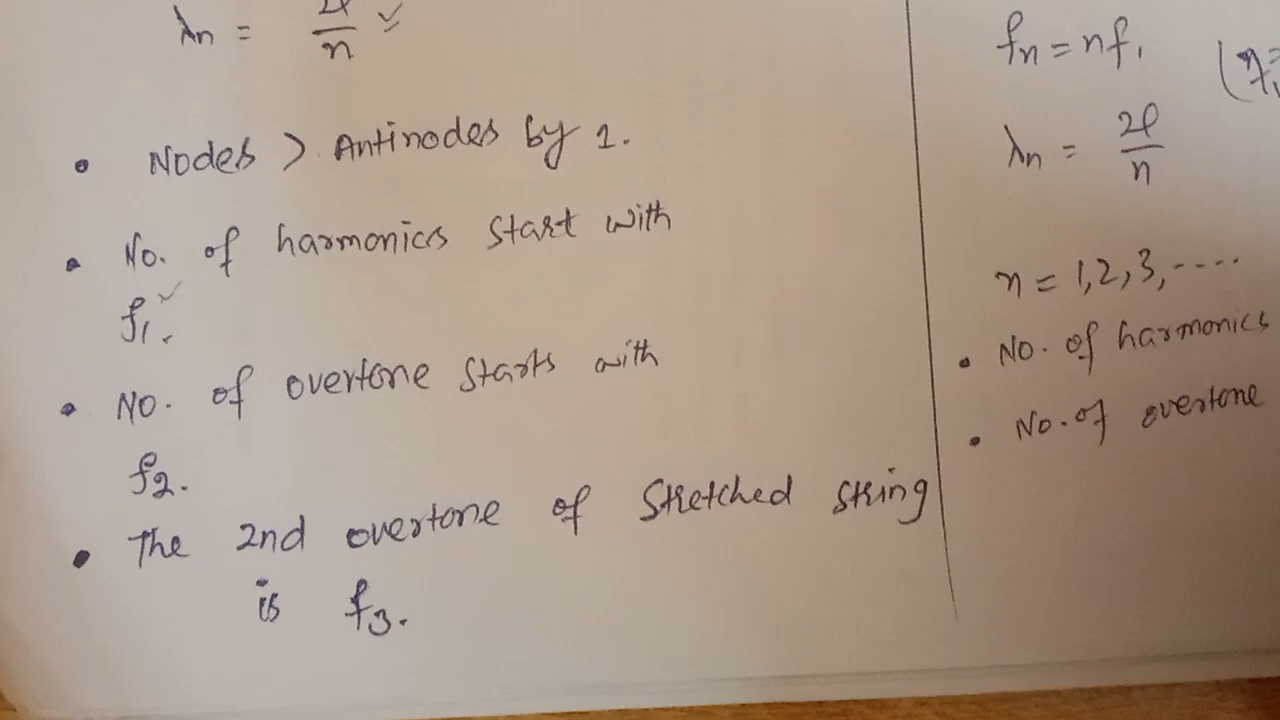 λn = 2l/n ✓
• Nodes > Antinodes by 1.
• No. of harmonics start with
f1. ✓
• No. of overtone starts with
f2.
• The 2nd overtone of stretched string
is f3.
fn = nf1
λn = 2l/n
n = 1,2,3,-....
• No. of harmonics
• No. of overtone